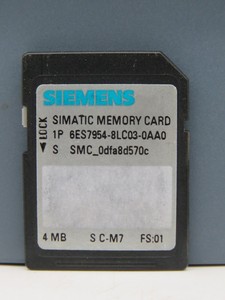 SIEMENS
SIMATIC MEMORY CARD
1P 6ES7954-8LC03-0AA0
S SMC_0dfa8d570c
◀ LOCK
4 MB S C-M7 FS:01